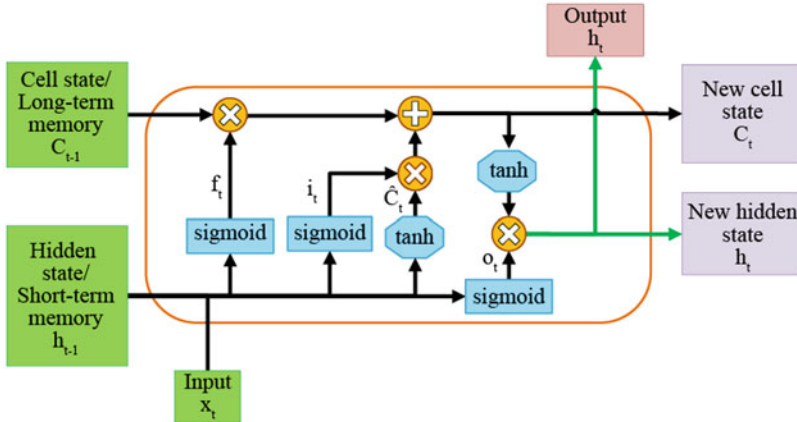 Output
h_t
Cell state/
Long-term
memory
C_t-1
New cell
state
C_t
tanh
f_t
i_t
Ĉ_t
sigmoid
sigmoid
tanh
Hidden
state/
Short-term
memory
h_t-1
New hidden
state
h_t
o_t
sigmoid
Input
x_t